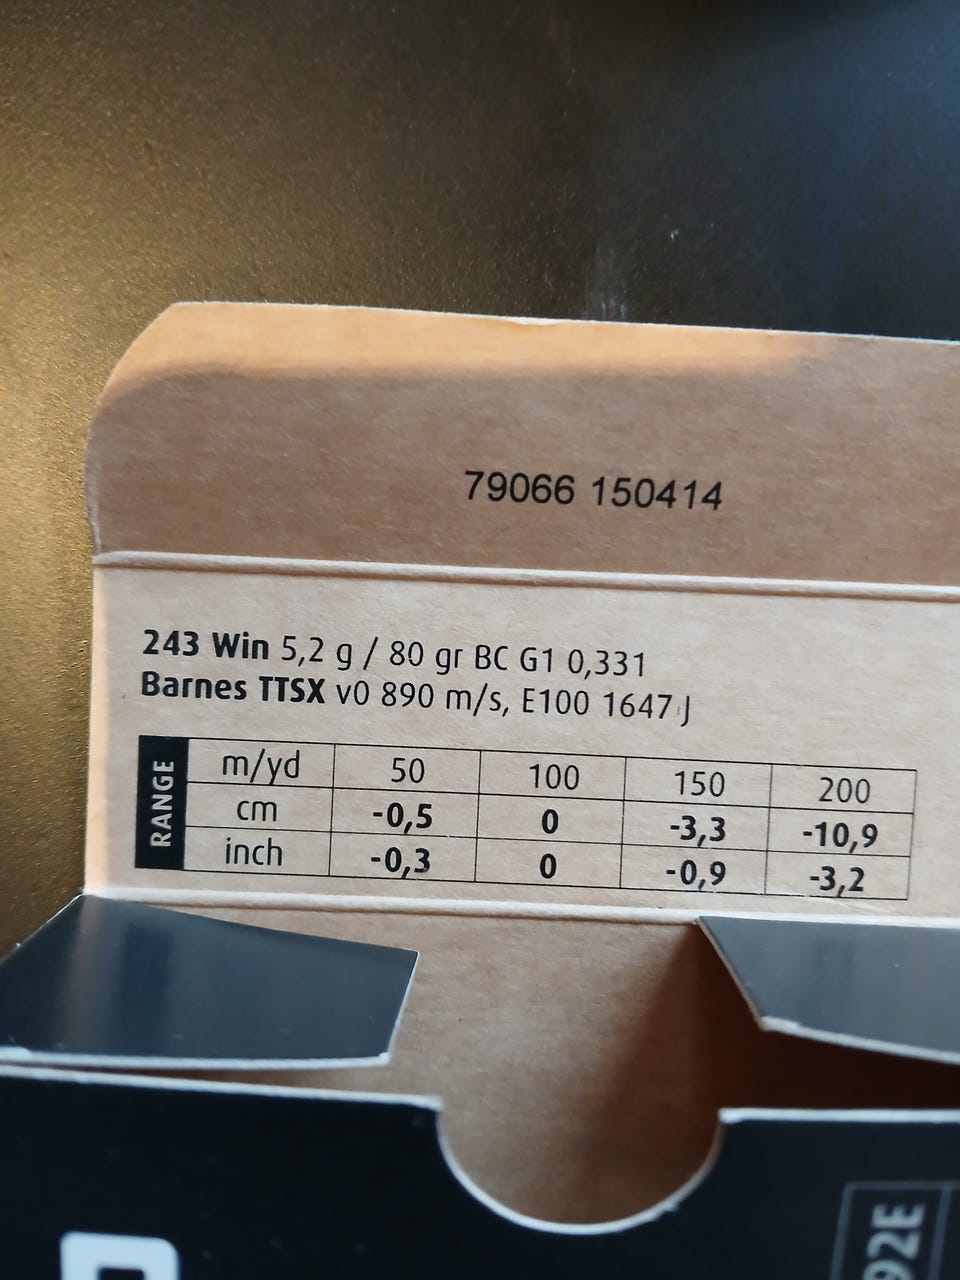 79066 150414
243 Win 5,2 g / 80 gr BC G1 0,331
Barnes TTSX v0 890 m/s, E100 1647 J
RANGE
m/yd 50 100 150 200
cm -0,5 0 -3,3 -10,9
inch -0,3 0 -0,9 -3,2
92E